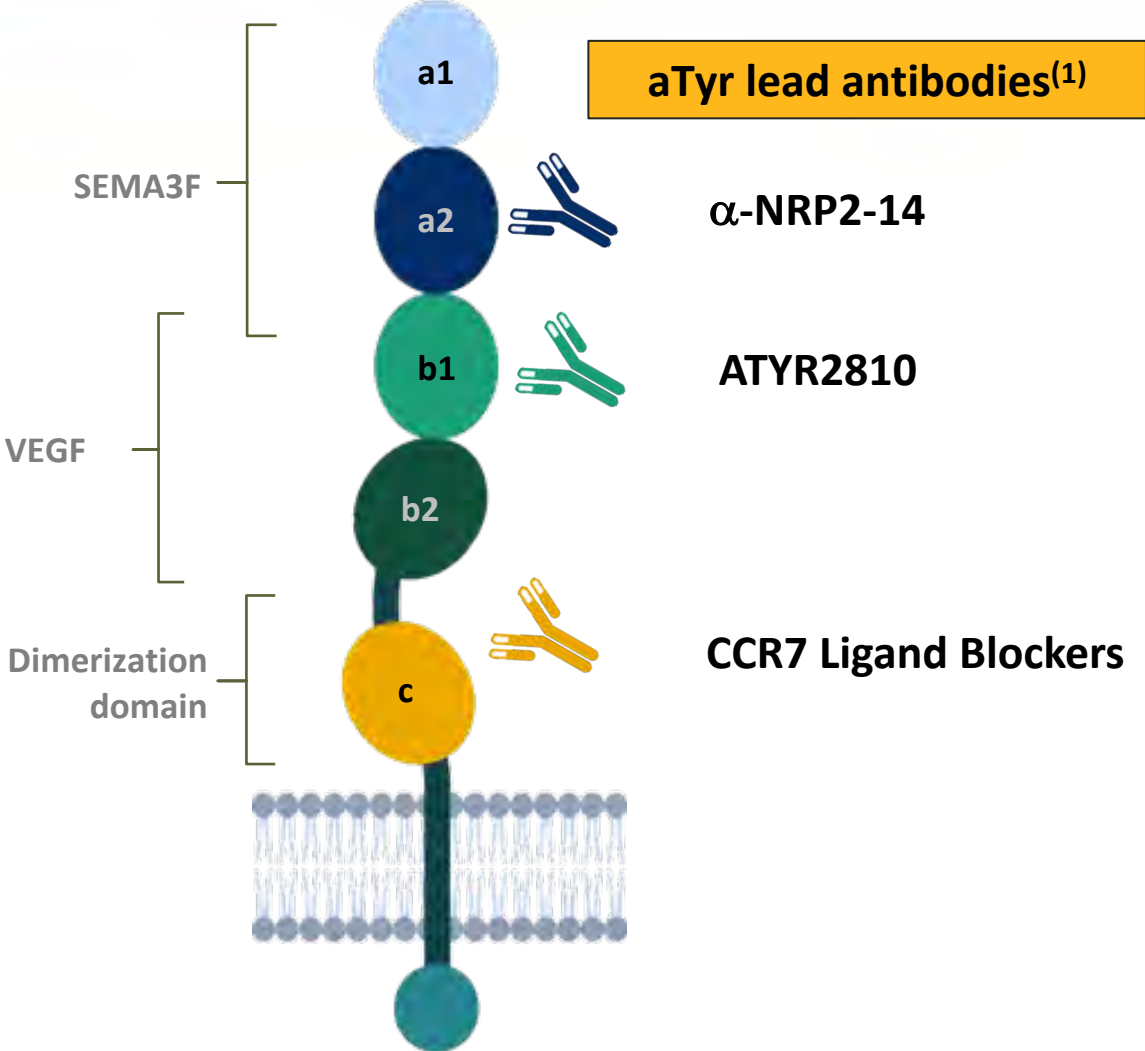 a1
aTyr lead antibodies(1)
SEMA3F
a2
α-NRP2-14
b1
ATYR2810
VEGF
b2
Dimerization
domain
c
CCR7 Ligand Blockers